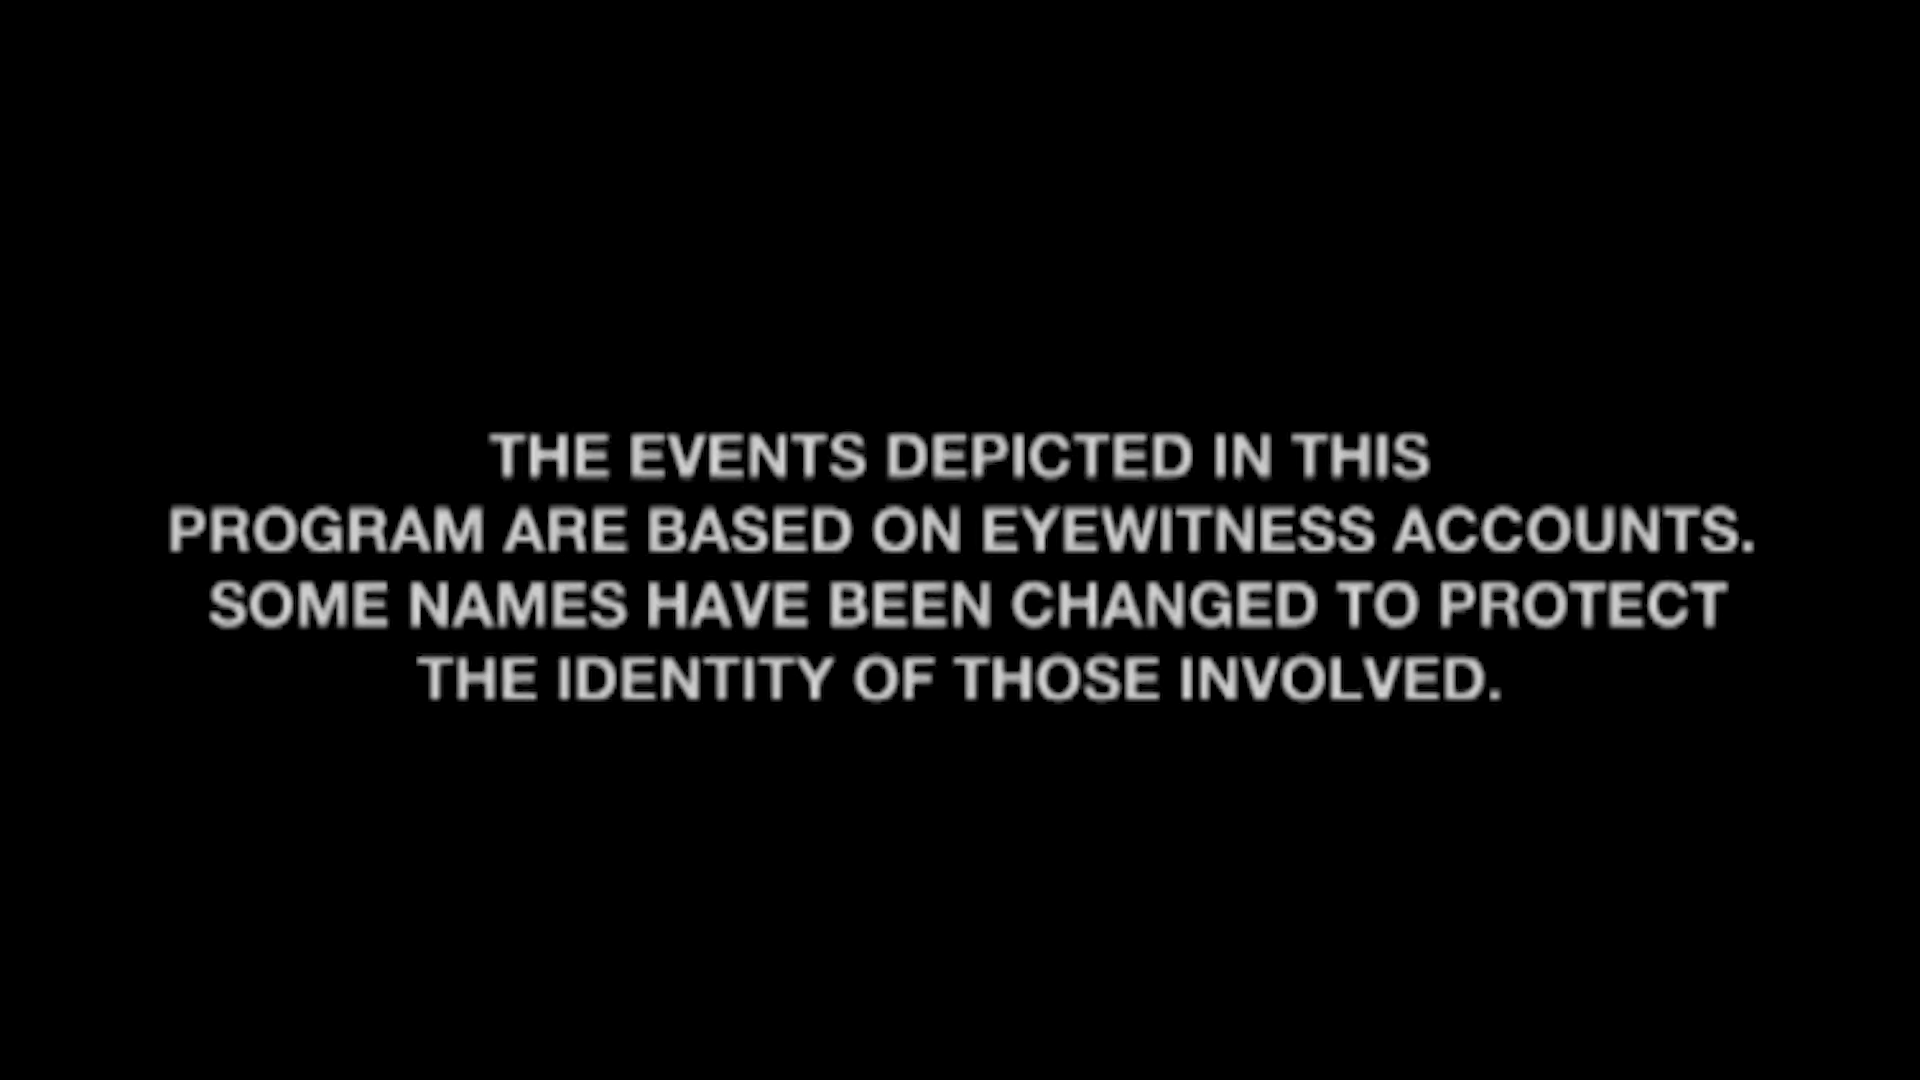 THE EVENTS DEPICTED IN THIS
PROGRAM ARE BASED ON EYEWITNESS ACCOUNTS.
SOME NAMES HAVE BEEN CHANGED TO PROTECT
THE IDENTITY OF THOSE INVOLVED.